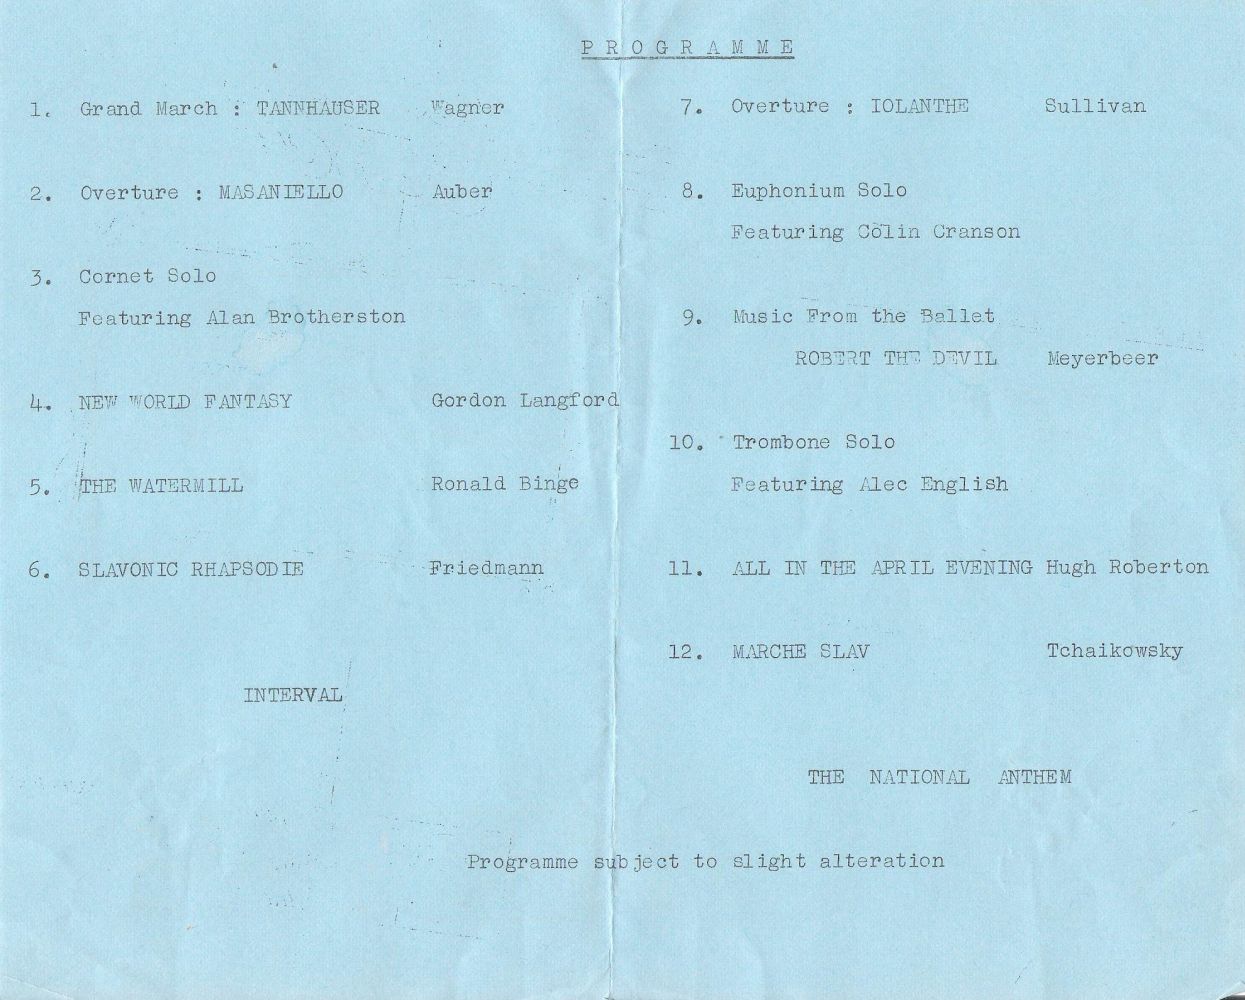 PROGRAMME
1. Grand March : TANNHAUSER Wagner
2. Overture : MASANIELLO Auber
3. Cornet Solo
Featuring Alan Brotherston
4. NEW WORLD FANTASY Gordon Langford
5. THE WATERMILL Ronald Binge
6. SLAVONIC RHAPSODIE Friedmann
INTERVAL
7. Overture : IOLANTHE Sullivan
8. Euphonium Solo
Featuring Colin Cranson
9. Music From the Ballet
ROBERT THE DEVIL Meyerbeer
10. Trombone Solo
Featuring Alec English
11. ALL IN THE APRIL EVENING Hugh Roberton
12. MARCHE SLAV Tchaikowsky
THE NATIONAL ANTHEM
Programme subject to slight alteration